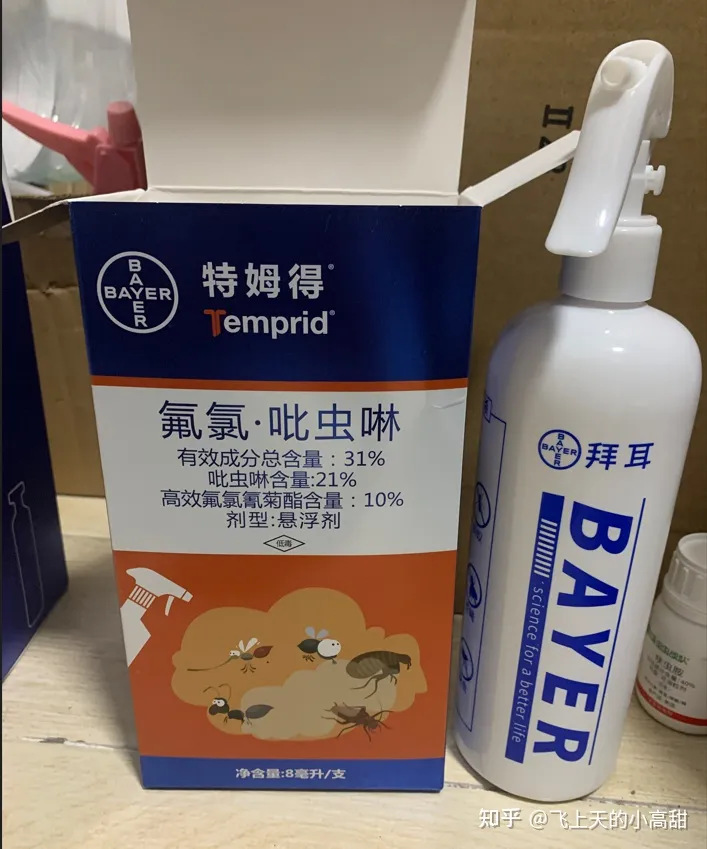 BAYER
BAYER
特姆得®
Temprid®
氟氯·吡虫啉
有效成分总含量：31%
吡虫啉含量:21%
高效氟氯氰菊酯含量：10%
剂型:悬浮剂
低毒
净含量:8毫升/支
BAYER
BAYER
拜耳
BAYER
science for a better life
知乎 @飞上天的小高甜